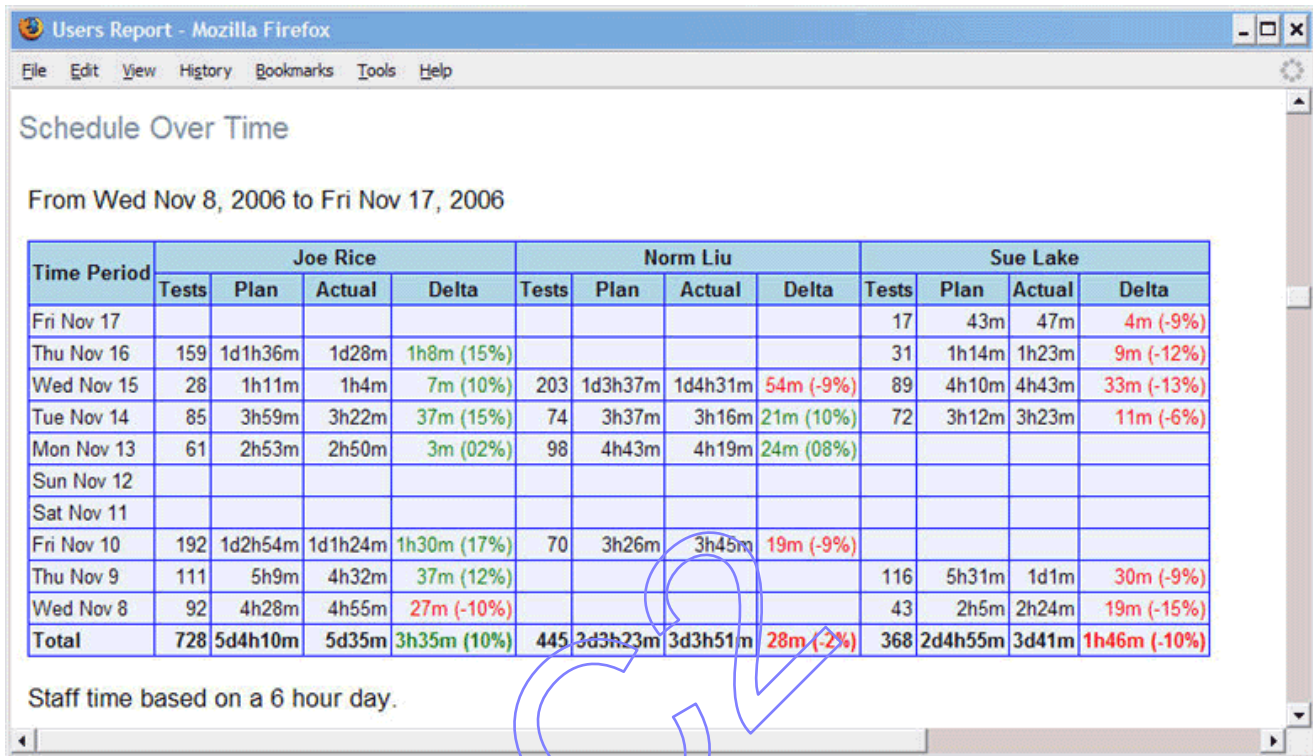 Users Report - Mozilla Firefox
File Edit View History Bookmarks Tools Help
Schedule Over Time
From Wed Nov 8, 2006 to Fri Nov 17, 2006
Time Period Joe Rice Norm Liu Sue Lake
Tests Plan Actual Delta Tests Plan Actual Delta Tests Plan Actual Delta
Fri Nov 17 17 43m 47m 4m (-9%)
Thu Nov 16 159 1d1h36m 1d28m 1h8m (15%) 31 1h14m 1h23m 9m (-12%)
Wed Nov 15 28 1h11m 1h4m 7m (10%) 203 1d3h37m 1d4h31m 54m (-9%) 89 4h10m 4h43m 33m (-13%)
Tue Nov 14 85 3h59m 3h22m 37m (15%) 74 3h37m 3h16m 21m (10%) 72 3h12m 3h23m 11m (-6%)
Mon Nov 13 61 2h53m 2h50m 3m (02%) 98 4h43m 4h19m 24m (08%)
Sun Nov 12
Sat Nov 11
Fri Nov 10 192 1d2h54m 1d1h24m 1h30m (17%) 70 3h26m 3h45m 19m (-9%)
Thu Nov 9 111 5h9m 4h32m 37m (12%) 116 5h31m 1d1m 30m (-9%)
Wed Nov 8 92 4h28m 4h55m 27m (-10%) 43 2h5m 2h24m 19m (-15%)
Total 728 5d4h10m 5d35m 3h35m (10%) 445 3d3h23m 3d3h51m 28m (-2%) 368 2d4h55m 3d41m 1h46m (-10%)
Staff time based on a 6 hour day.